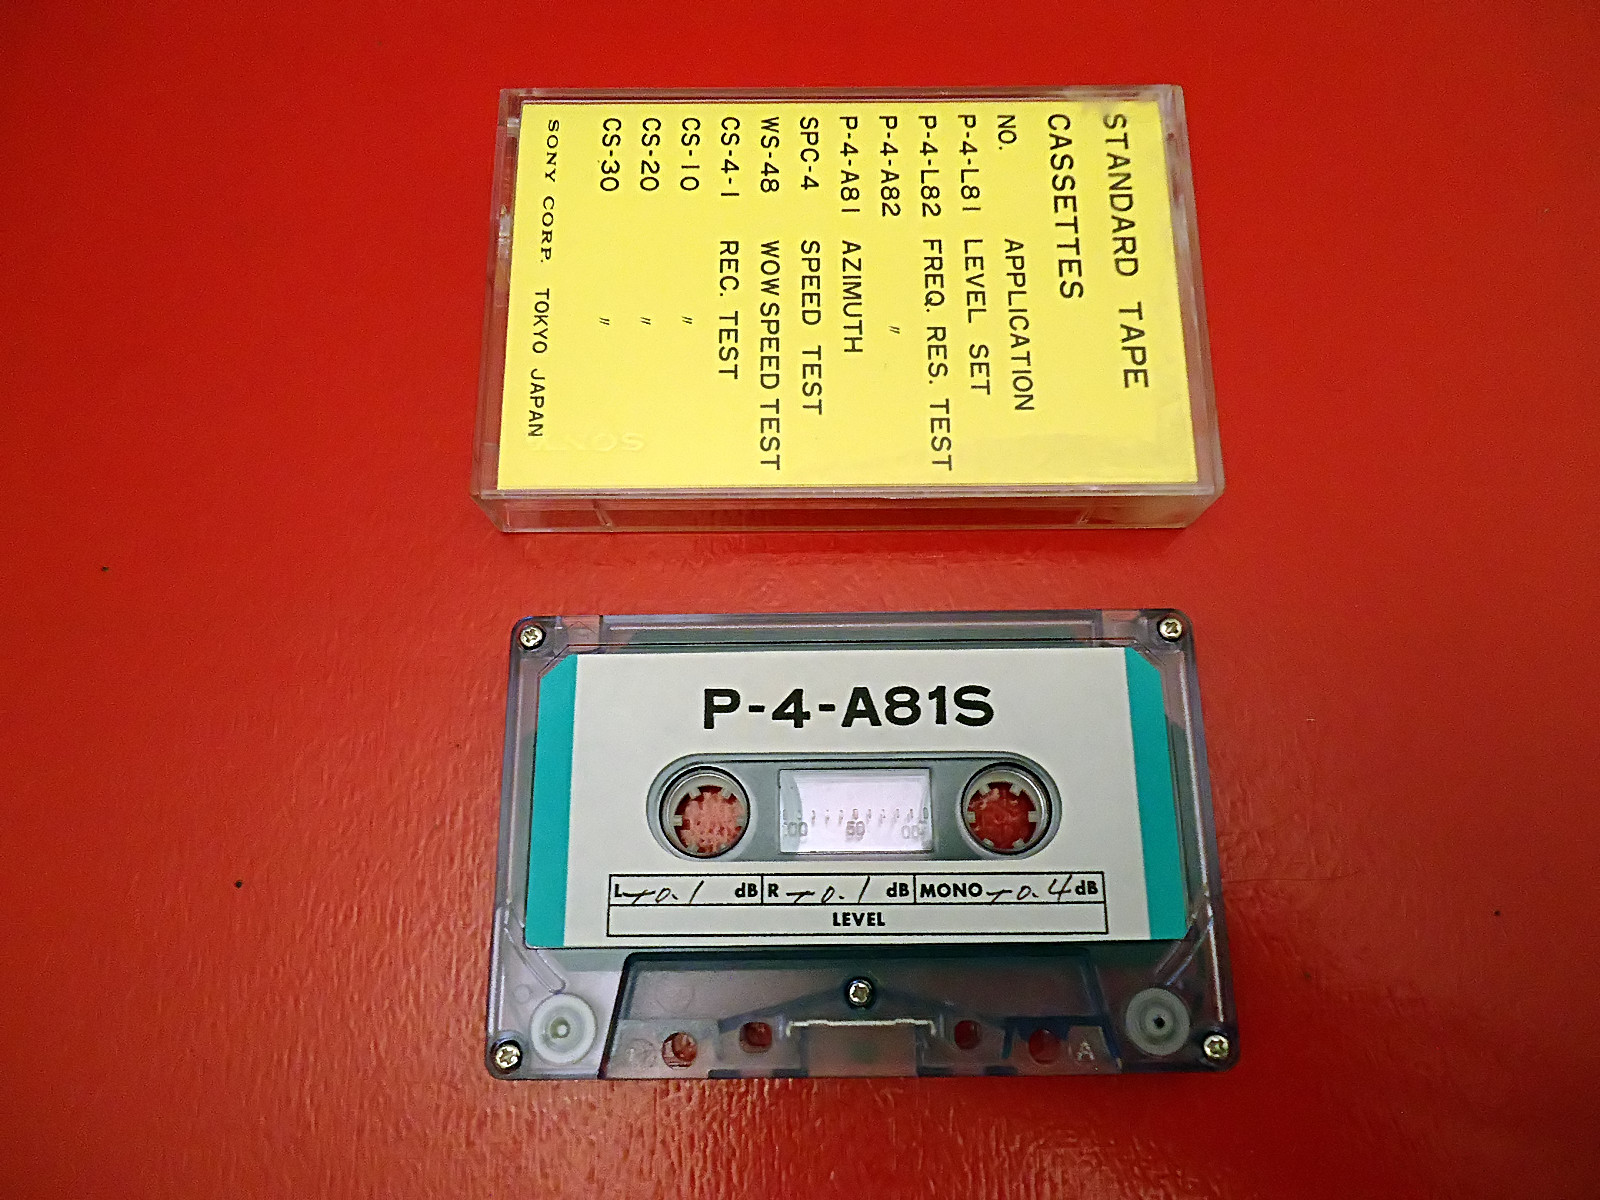 STANDARD TAPE
CASSETTES
NO. APPLICATION
P-4-L81 LEVEL SET
P-4-L82 FREQ. RES. TEST
P-4-A82 〃
P-4-A81 AZIMUTH
SPC-4 SPEED TEST
WS-48 WOW SPEED TEST
CS-4-1 REC. TEST
CS-10 〃
CS-20 〃
CS-30 〃
SONY CORP. TOKYO JAPAN
SONY
P-4-A81S
50
L +0.1 dB R +0.1 dB MONO +0.4 dB
LEVEL
A